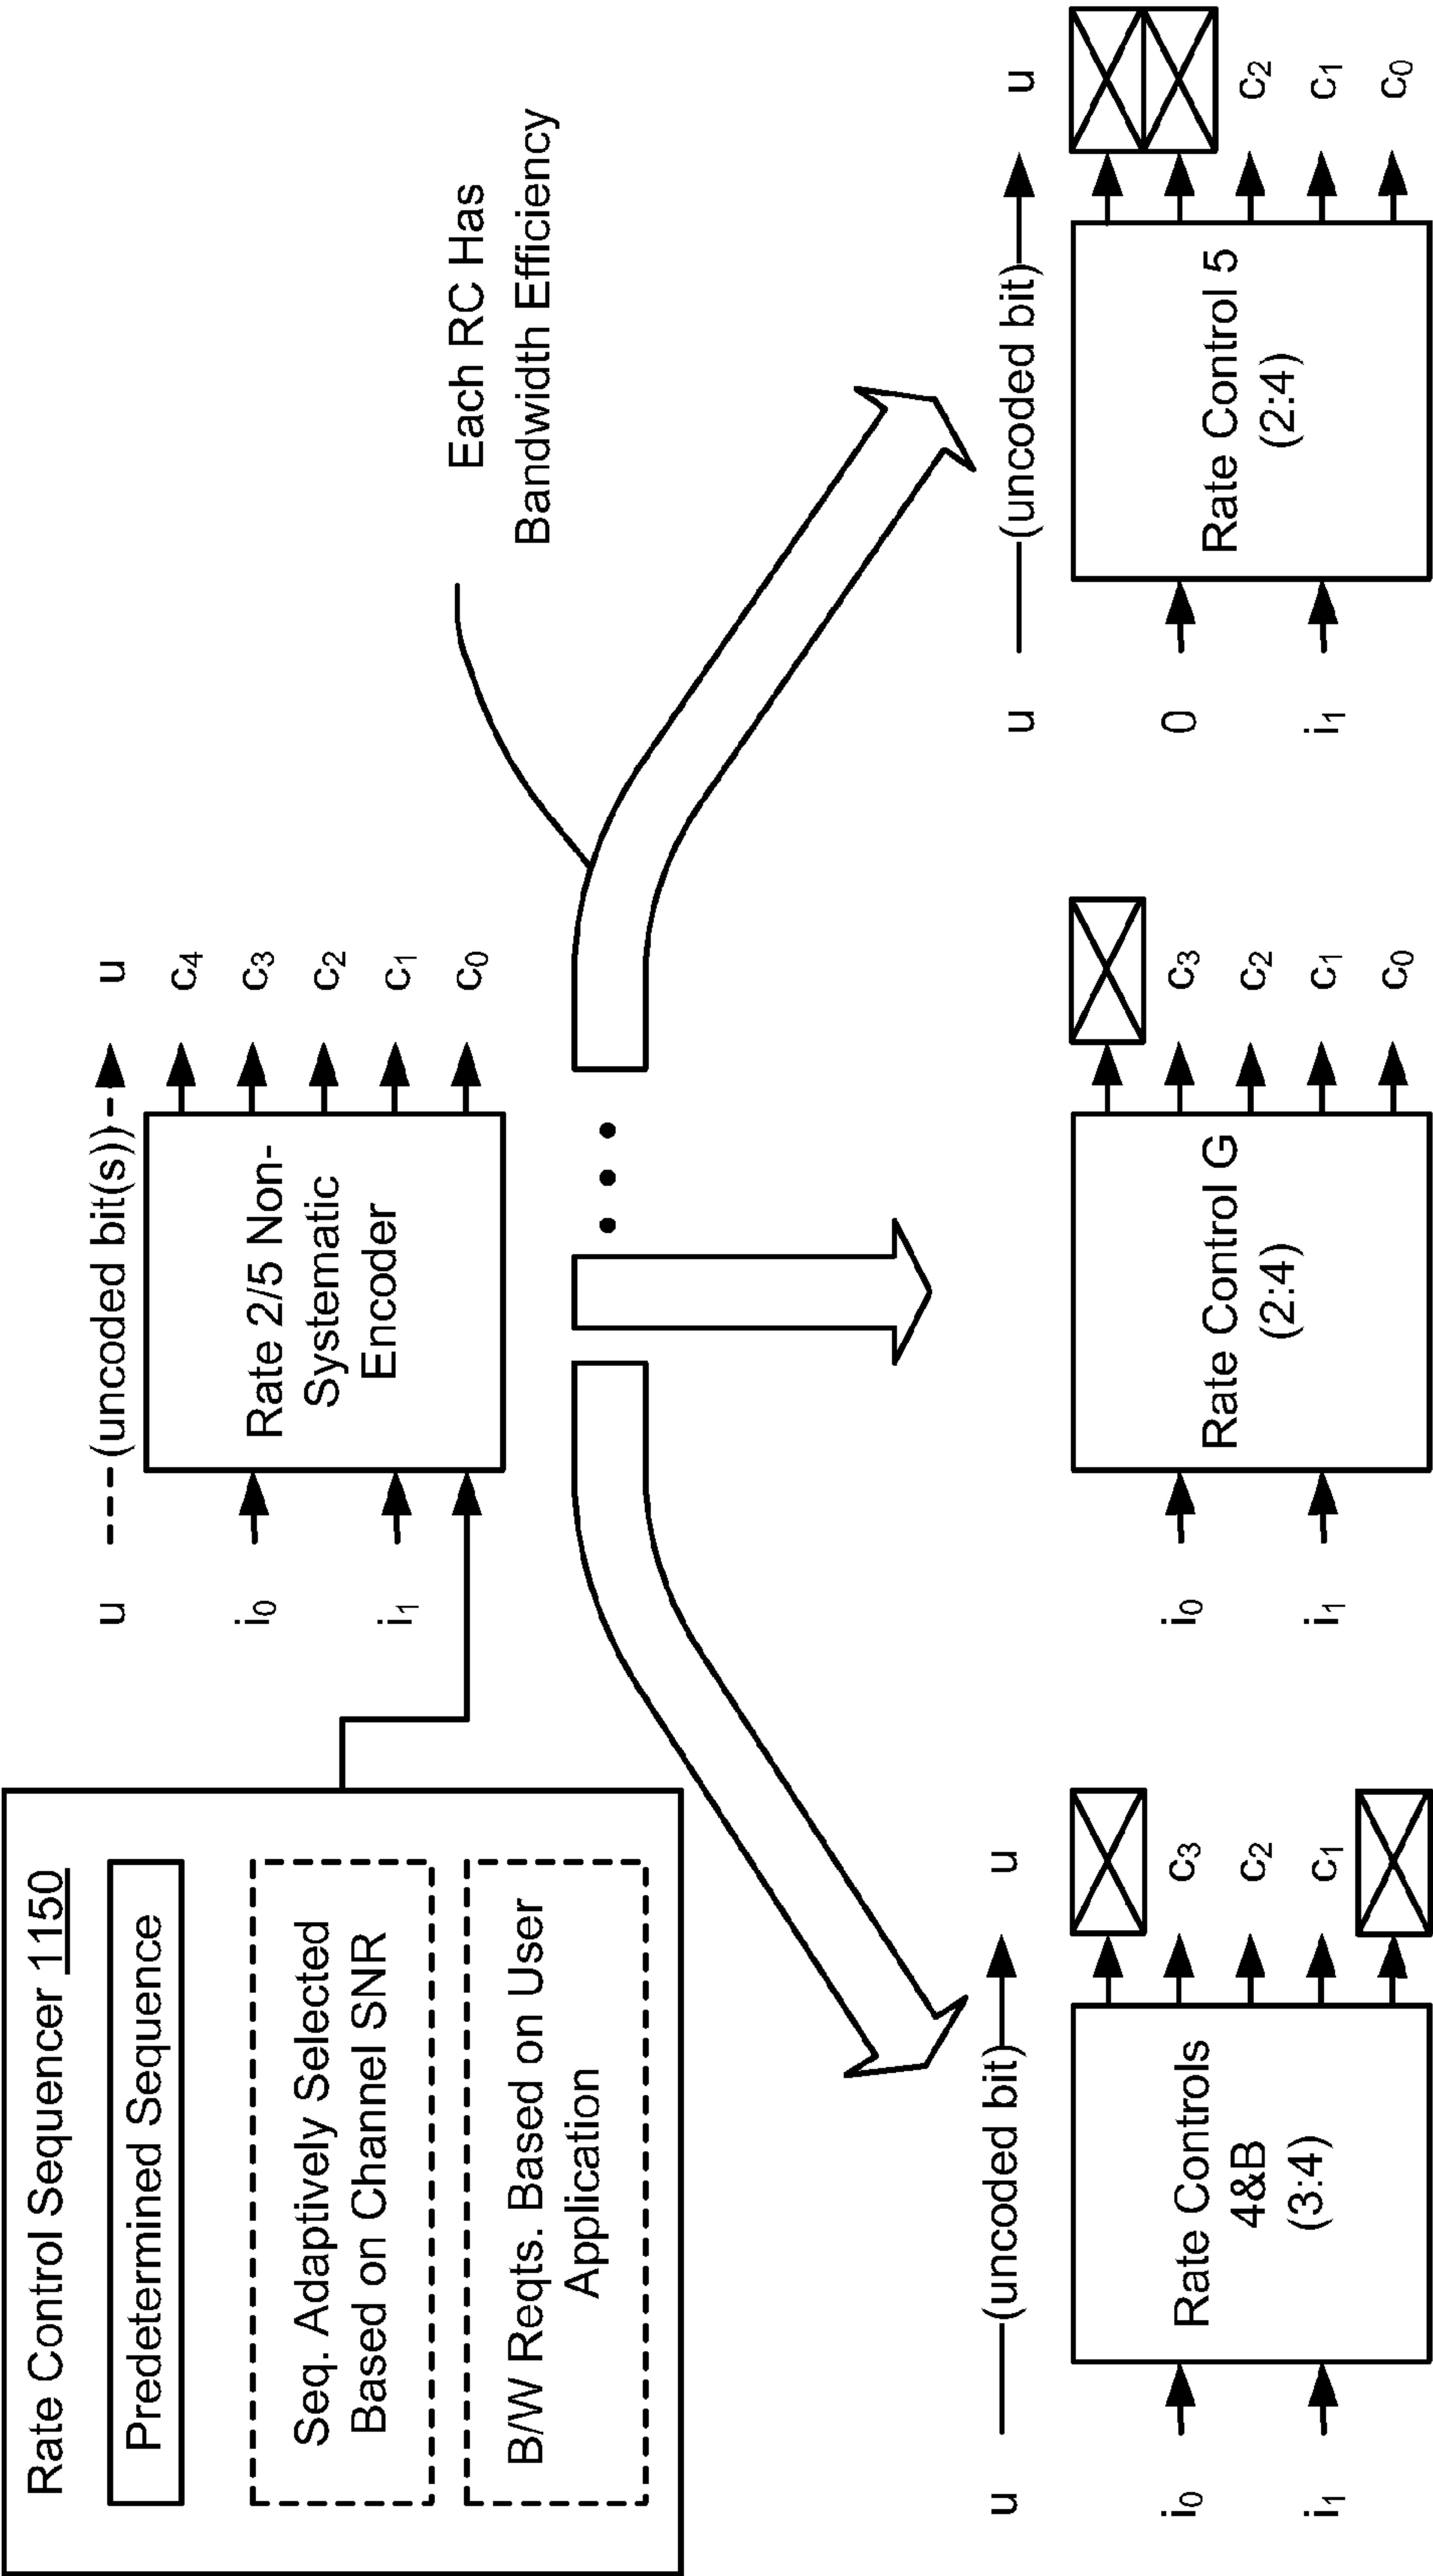 Rate Control Sequencer 1150
Predetermined Sequence
Seq. Adaptively Selected
Based on Channel SNR
B/W Reqts. Based on User
Application
u
(uncoded bit(s))
u
i₀
i₁
Rate 2/5 Non-
Systematic
Encoder
c₄
c₃
c₂
c₁
c₀
Each RC Has
Bandwidth Efficiency
u
(uncoded bit)
u
i₀
i₁
Rate Controls
4&B
(3:4)
c₃
c₂
c₁
i₀
i₁
Rate Control G
(2:4)
c₃
c₂
c₁
c₀
u
(uncoded bit)
u
0
i₁
Rate Control 5
(2:4)
c₂
c₁
c₀